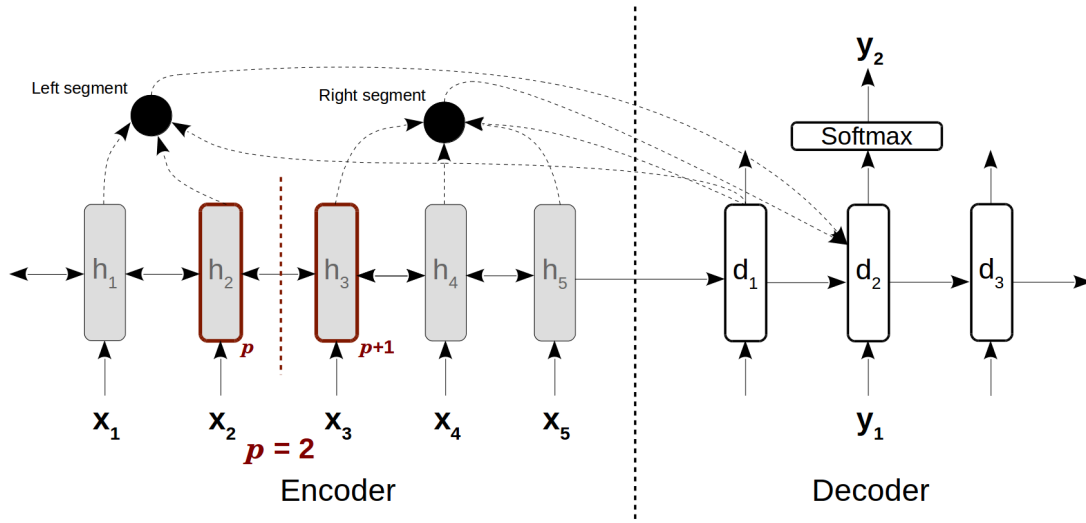 y2
Left segment
Right segment
Softmax
h1
h2
h3
h4
h5
d1
d2
d3
p
p+1
x1
x2
x3
x4
x5
y1
p = 2
Encoder
Decoder